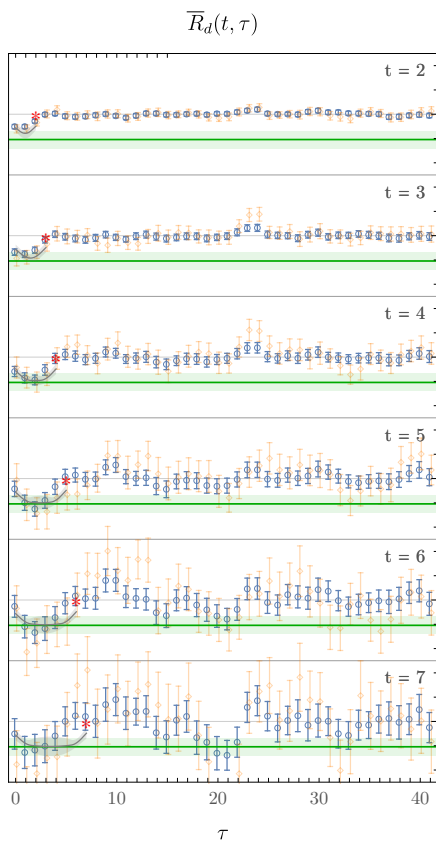 R̅_d(t, τ)
t = 2
t = 3
t = 4
t = 5
t = 6
t = 7
0 10 20 30 40
τ